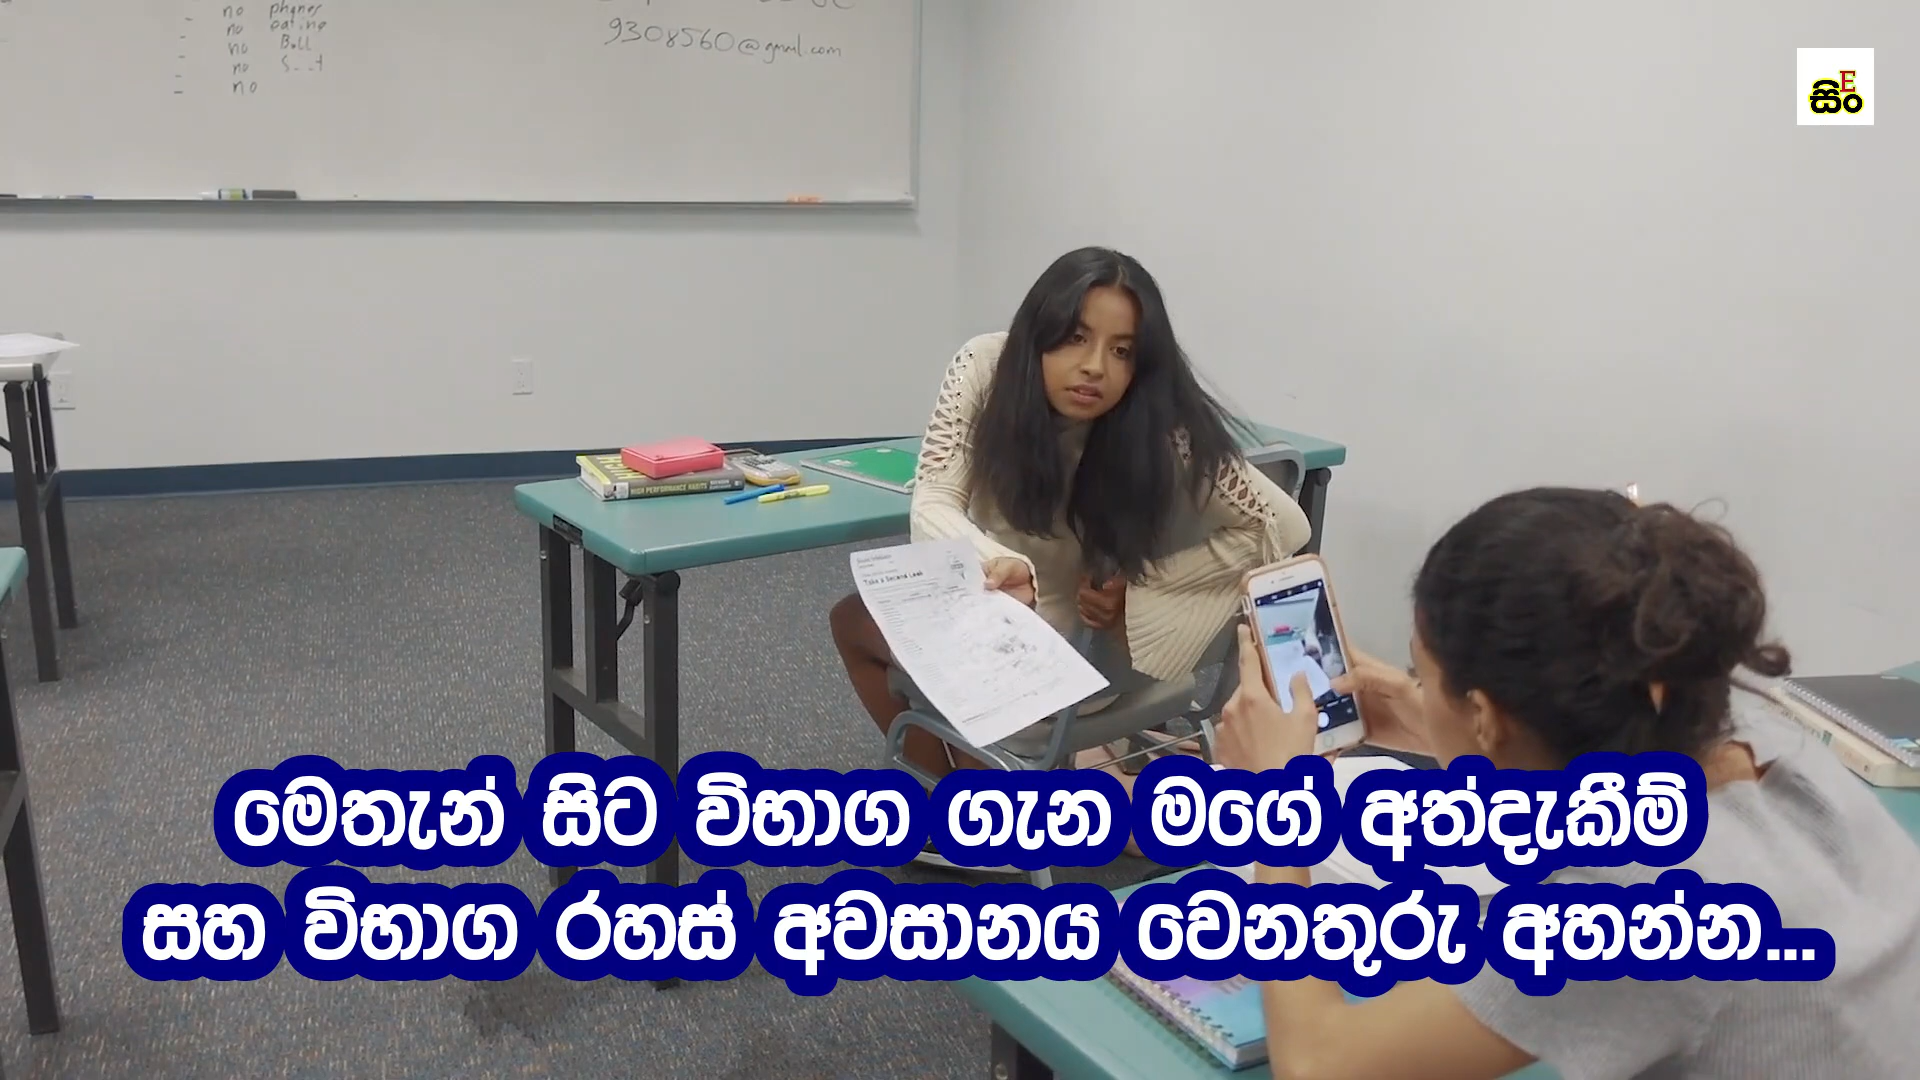 no phones
no eating
no Ball
no S--t
no
9308560@gmail.com
E
සිං
HIGH PERFORMANCE HABITS
Take a Second Look
මෙතැන් සිට විභාග ගැන මගේ අත්දැකීම්
සහ විභාග රහස් අවසානය වෙනතුරු අහන්න...